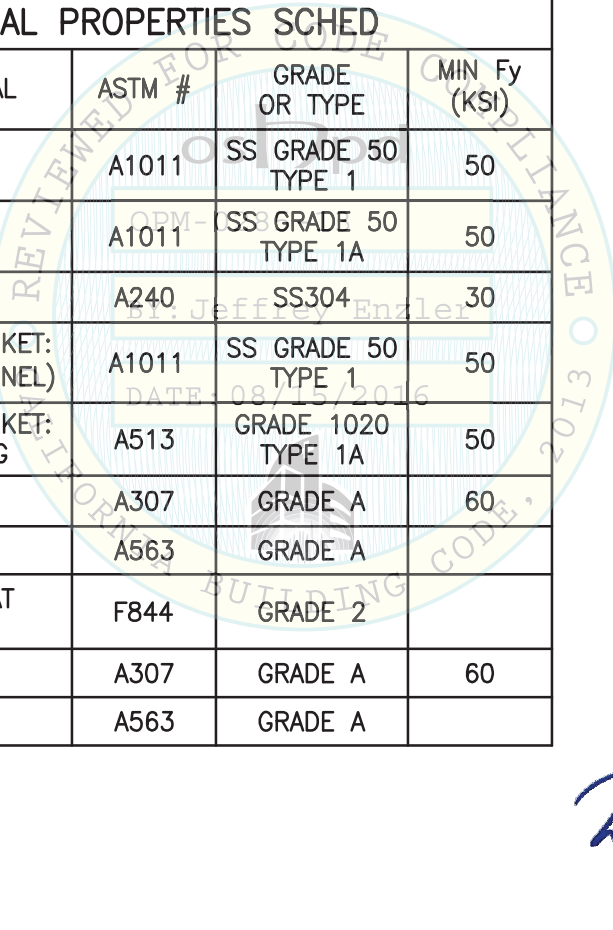 AL PROPERTIES SCHED
AL ASTM # GRADE OR TYPE MIN Fy (KSI)
A1011 SS GRADE 50 TYPE 1 50
A1011 SS GRADE 50 TYPE 1A 50
A240 SS304 30
KET: NEL) A1011 SS GRADE 50 TYPE 1 50
KET: G A513 GRADE 1020 TYPE 1A 50
A307 GRADE A 60
A563 GRADE A
AT F844 GRADE 2
A307 GRADE A 60
A563 GRADE A
REVIEWED FOR CODE COMPLIANCE
oshpd
BY: Jeffrey Enzler
DATE: 08/15/2016
CALIFORNIA BUILDING CODE, 2013